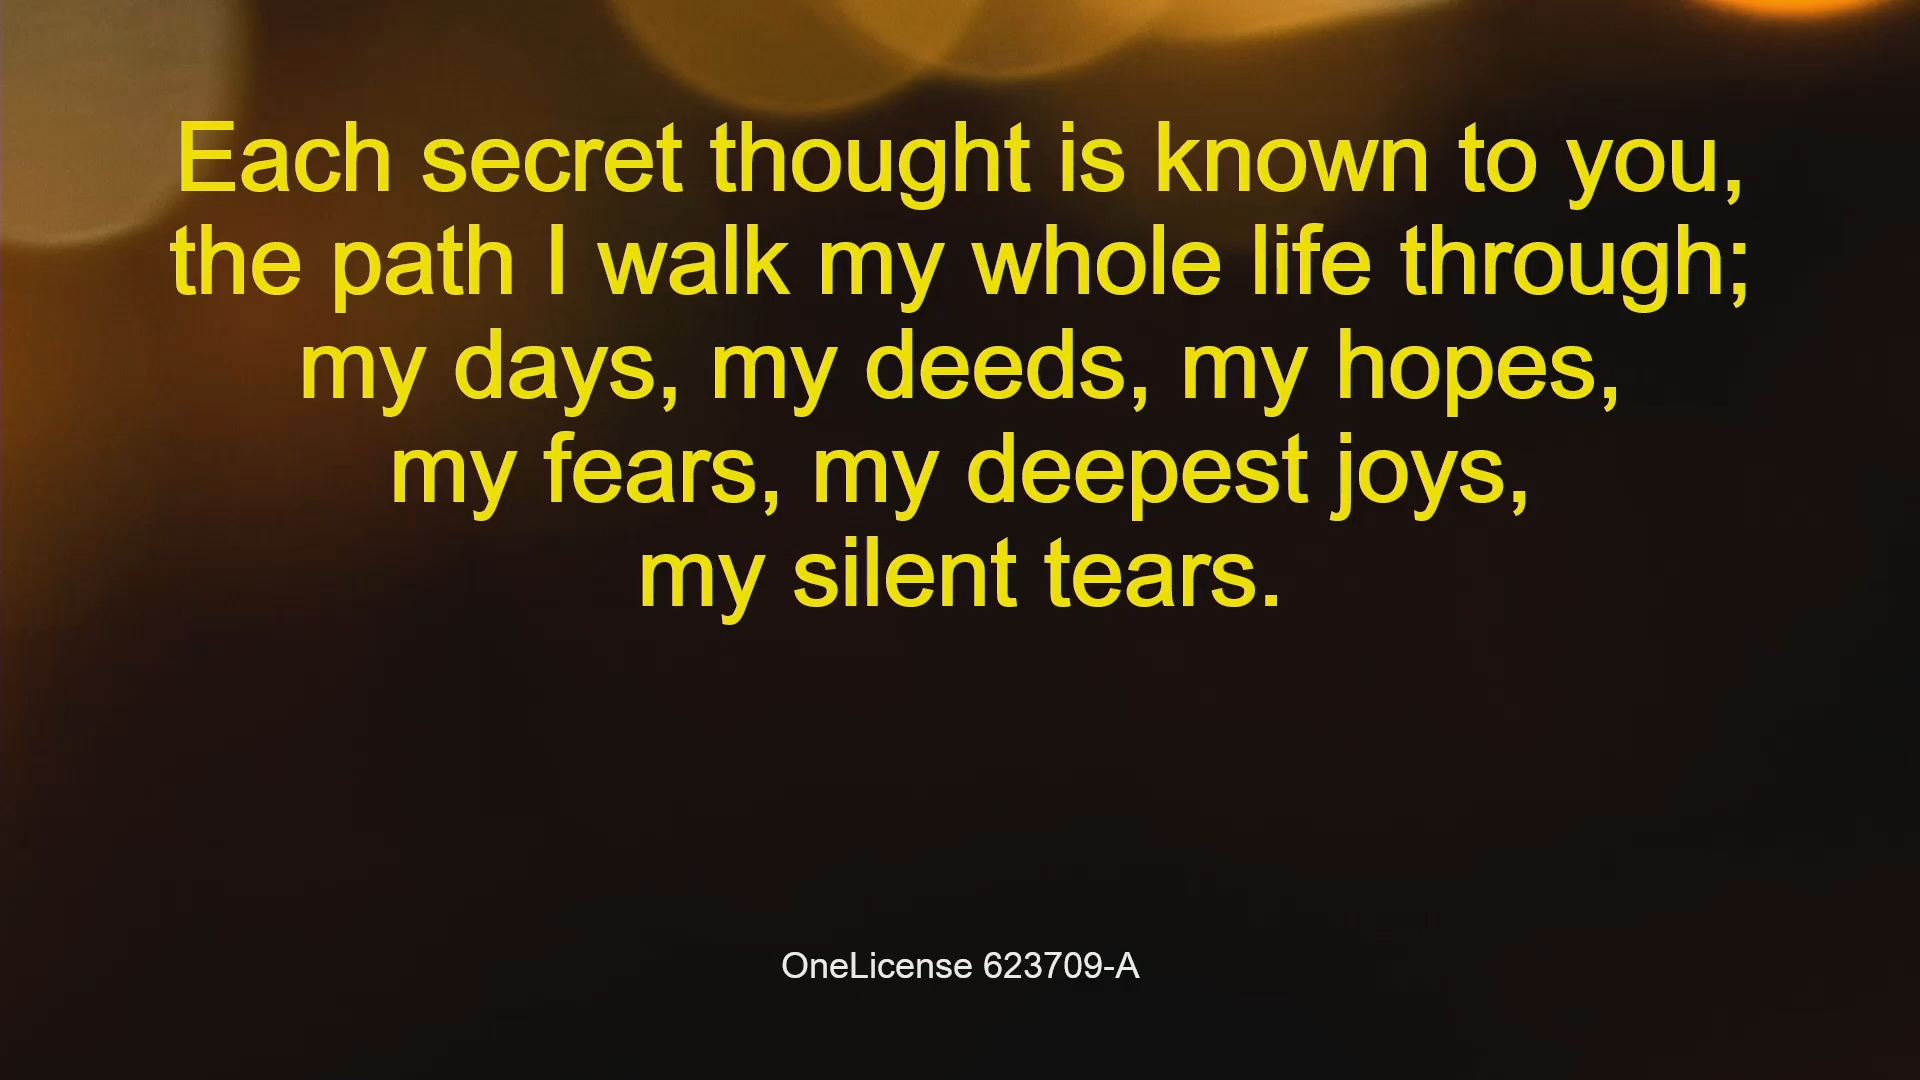 Each secret thought is known to you,
the path I walk my whole life through;
my days, my deeds, my hopes,
my fears, my deepest joys,
my silent tears.
OneLicense 623709-A